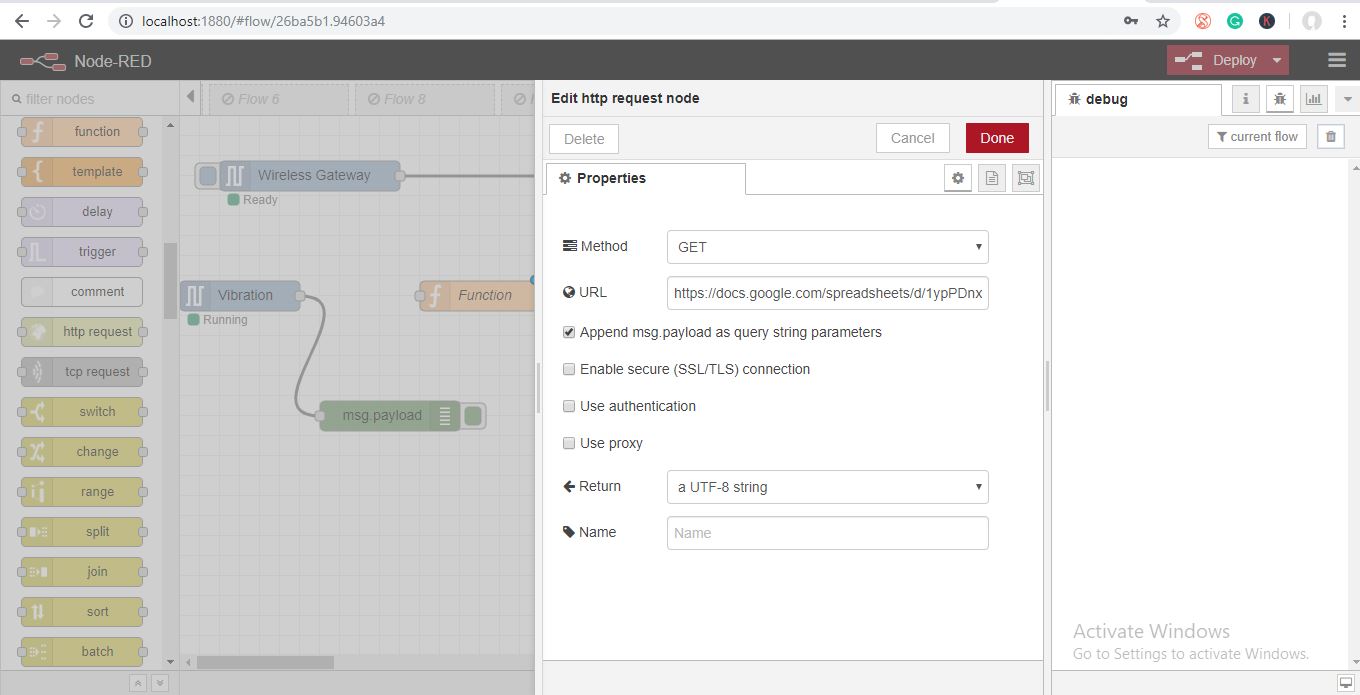 localhost:1880/#flow/26ba5b1.94603a4
Node-RED
Deploy
filter nodes
Flow 6
Flow 8
Edit http request node
debug
Delete
Cancel
Done
current flow
function
template
delay
trigger
comment
http request
tcp request
switch
change
range
split
join
sort
batch
Wireless Gateway
Ready
Vibration
Running
Function
msg.payload
Properties
Method
GET
URL
https://docs.google.com/spreadsheets/d/1ypPDnx
Append msg.payload as query string parameters
Enable secure (SSL/TLS) connection
Use authentication
Use proxy
Return
a UTF-8 string
Name
Name
Activate Windows
Go to Settings to activate Windows.